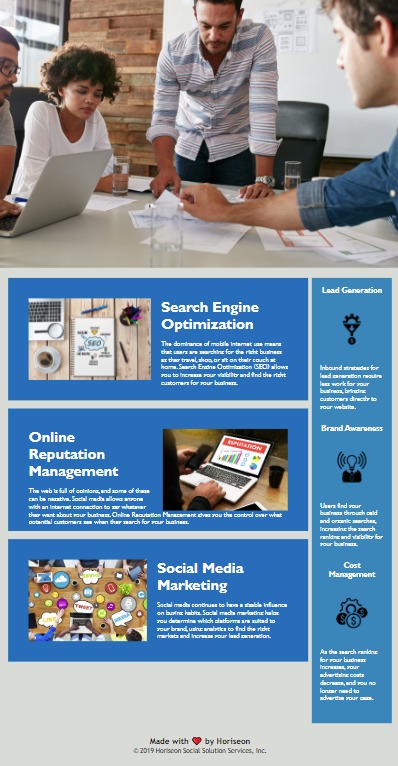 Search Engine
Optimization
The dominance of mobile internet use means
that users are searching for the right business
as they travel, shop, or sit on their couch at
home. Search Engine Optimization (SEO) allows
you to increase your visibility and find the right
customers for your business.
SEO
Online
Reputation
Management
The web is full of opinions, and some of these
can be negative. Social media allows anyone
with an internet connection to say whatever
they want about your business. Online Reputation Management gives you the control over what
potential customers see when they search for your business.
REPUTATION
Social Media
Marketing
Social media continues to have a sizable influence
on buying habits. Social media marketing helps
you determine which platforms are suited to
your brand, using analytics to find the right
markets and increase your lead generation.
TWEET
LIKE
Lead Generation
Inbound strategies for
lead generation require
less work for your
business, bringing
customers directly to
your website.
Brand Awareness
Users find your
business through paid
and organic searches,
increasing the search
ranking and visibility for
your business.
Cost
Management
As the search ranking
for your business
increases, your
advertising costs
decrease, and you no
longer need to
advertise your page.
Made with ❤️ by Horiseon
© 2019 Horiseon Social Solution Services, Inc.